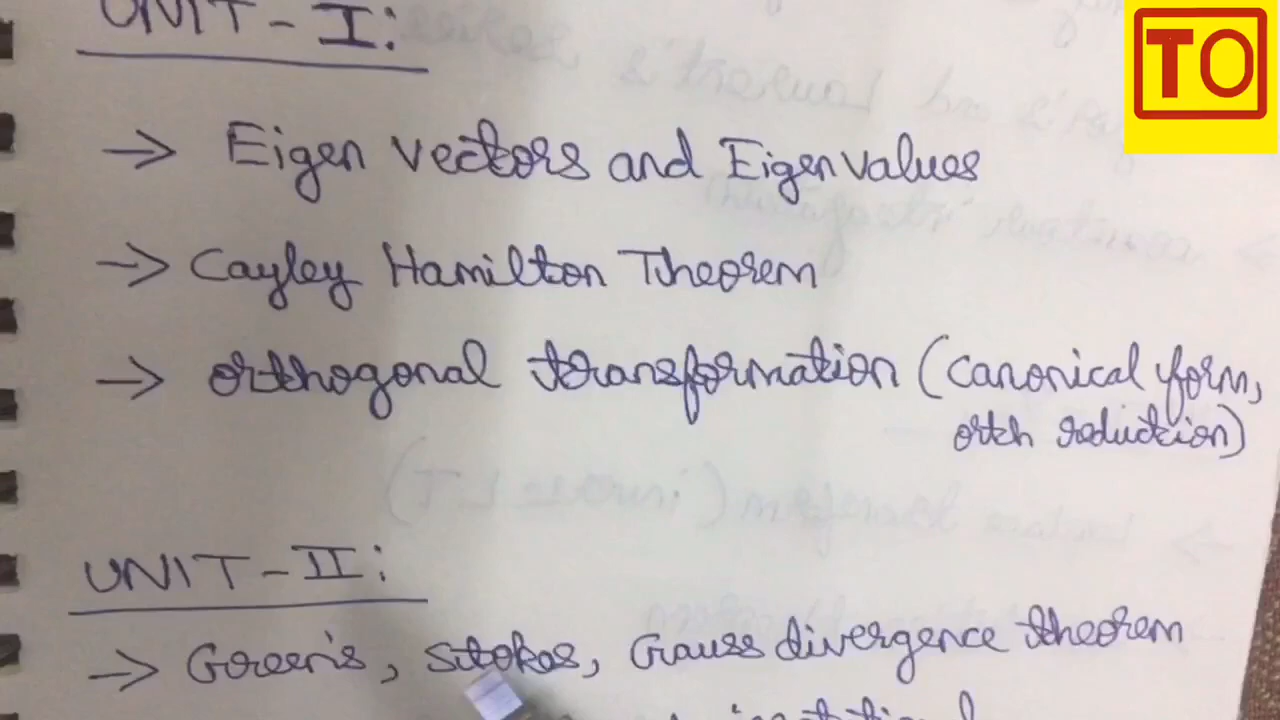 UNIT - I:
TO
→ Eigen vectors and Eigen values
→ Cayley Hamilton Theorem
→ orthogonal transformation (canonical form,
orth reduction)
UNIT - II:
→ Green's, Stokes, Gauss divergence theorem